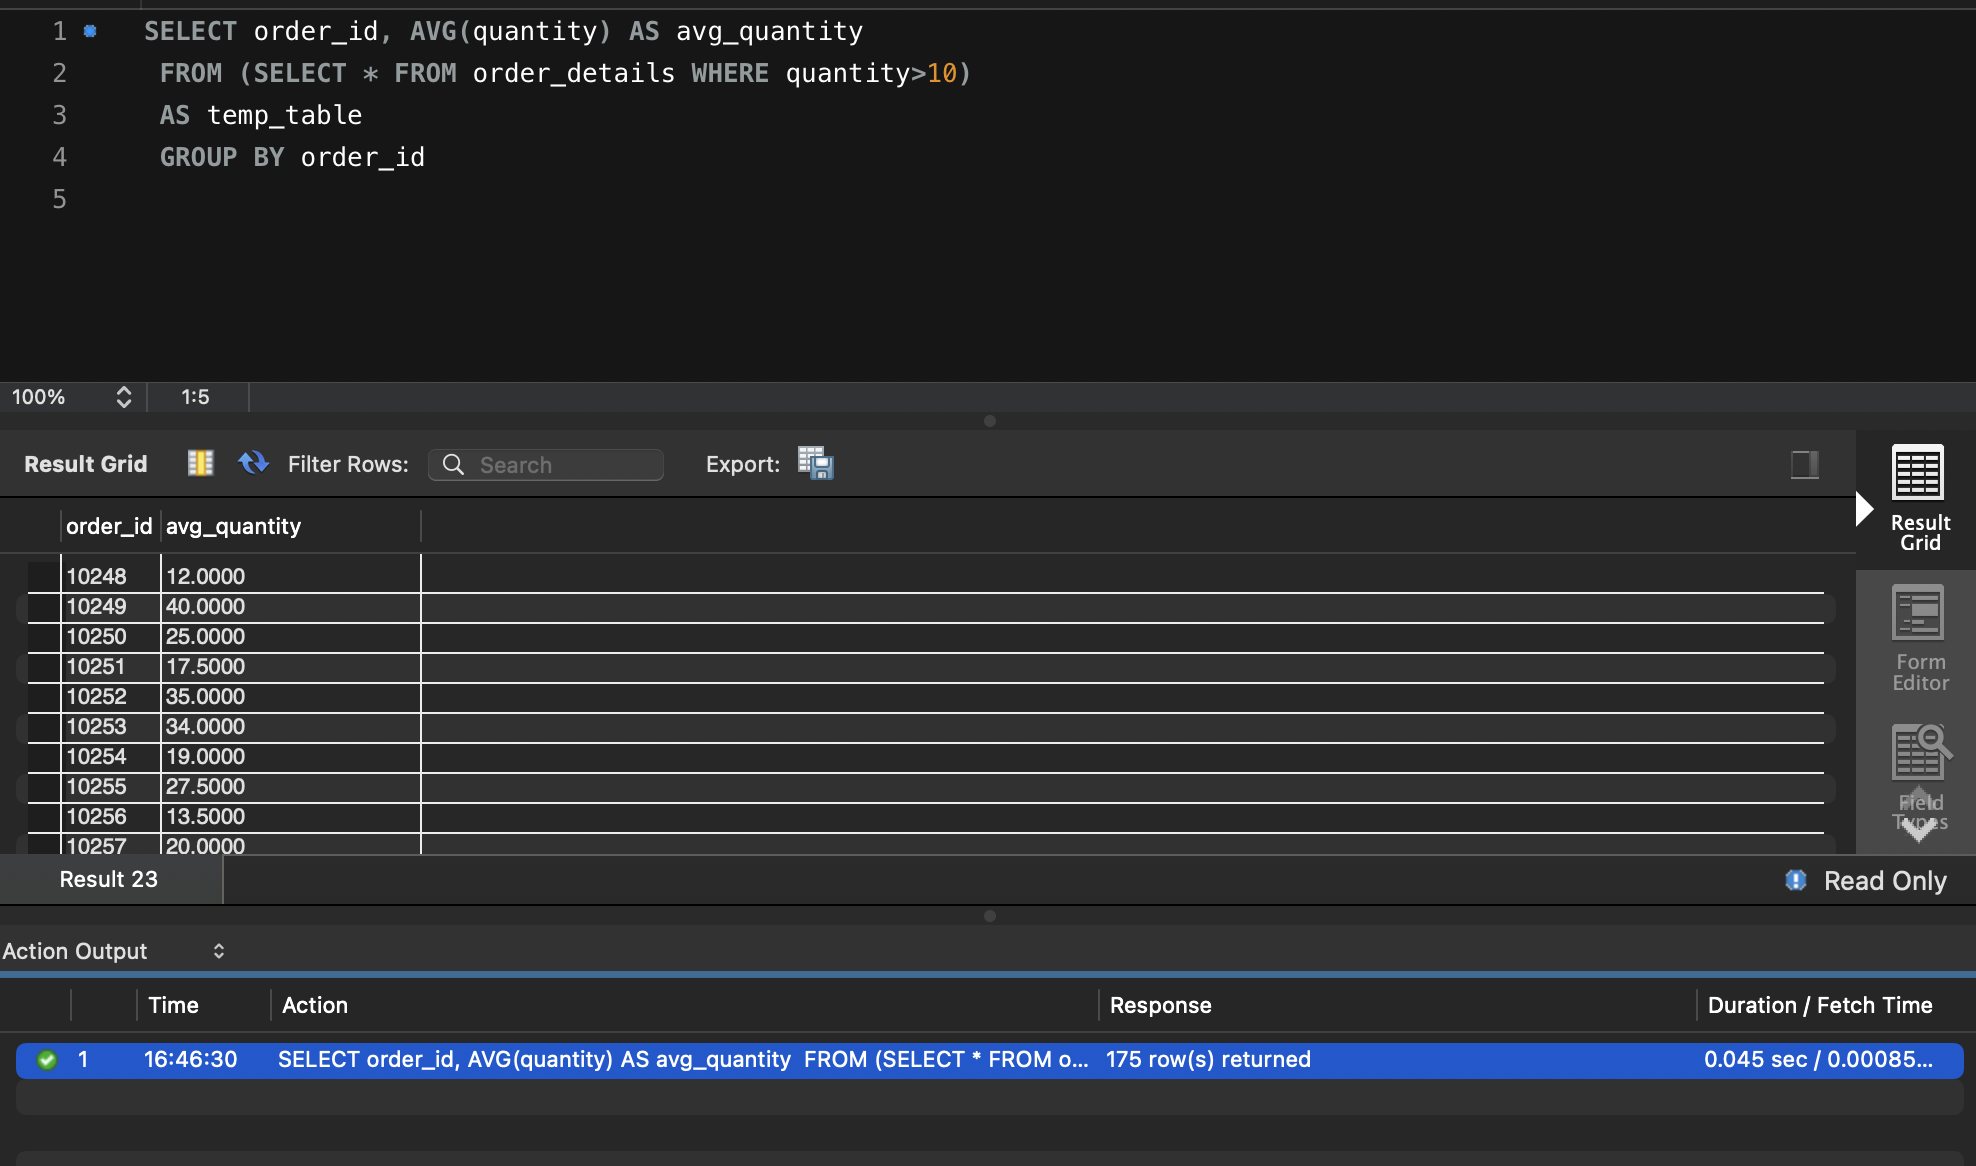 1 SELECT order_id, AVG(quantity) AS avg_quantity
2 FROM (SELECT * FROM order_details WHERE quantity>10)
3 AS temp_table
4 GROUP BY order_id
5
100% 1:5
Result Grid Filter Rows: Search Export:
Result
Grid
order_id avg_quantity
10248 12.0000
10249 40.0000
10250 25.0000
10251 17.5000
10252 35.0000
10253 34.0000
10254 19.0000
10255 27.5000
10256 13.5000
10257 20.0000
Form
Editor
Field
Types
Result 23 Read Only
Action Output
Time Action Response Duration / Fetch Time
1 16:46:30 SELECT order_id, AVG(quantity) AS avg_quantity FROM (SELECT * FROM o... 175 row(s) returned 0.045 sec / 0.00085...